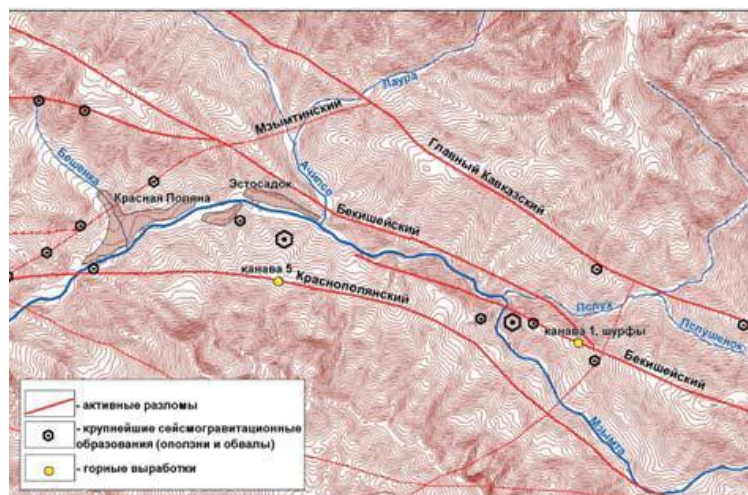 Лаура
Мзымтинский
Главный Кавказский
Бешенка
Ачипсе
Эстосадок
Красная Поляна
Бекишейский
канава 5
Краснополянский
Пслух
Пслушенок
канава 1, шурфы
Бекишейский
Мзымта
- активные разломы
- крупнейшие сейсмогравитационные
образования (оползни и обвалы)
- горные выработки